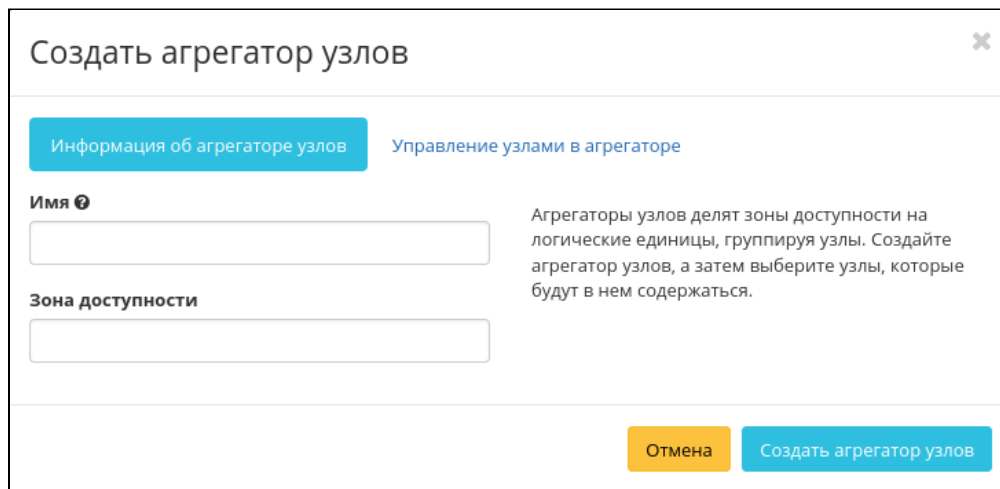 Создать агрегатор узлов
Информация об агрегаторе узлов
Управление узлами в агрегаторе
Имя
Агрегаторы узлов делят зоны доступности на
логические единицы, группируя узлы. Создайте
агрегатор узлов, а затем выберите узлы, которые
будут в нем содержаться.
Зона доступности
Отмена
Создать агрегатор узлов